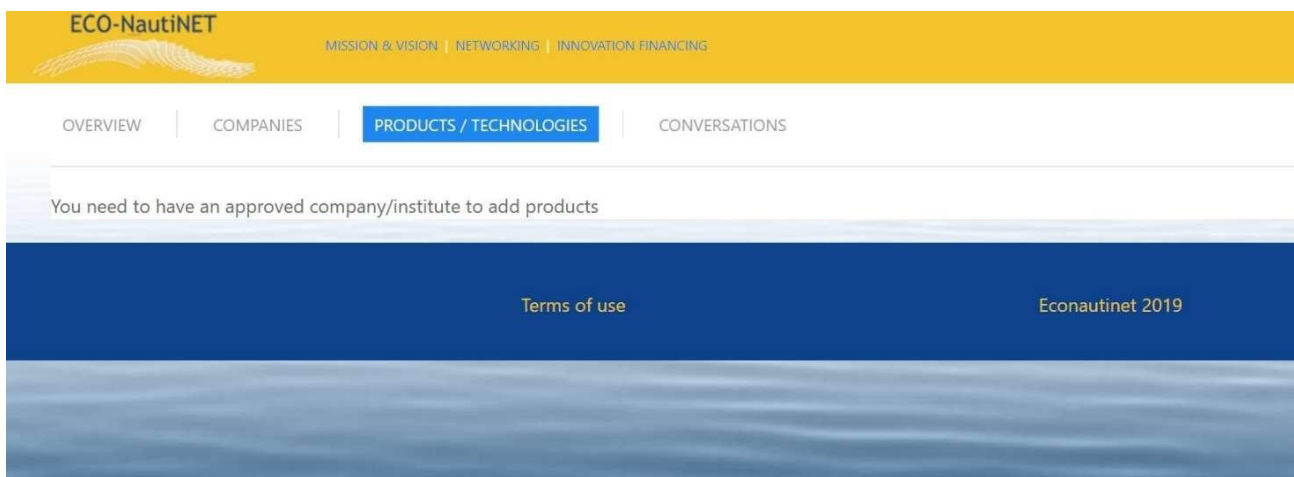 ECO-NautiNET
MISSION & VISION | NETWORKING | INNOVATION FINANCING
OVERVIEW COMPANIES PRODUCTS / TECHNOLOGIES CONVERSATIONS
You need to have an approved company/institute to add products
Terms of use Econautinet 2019